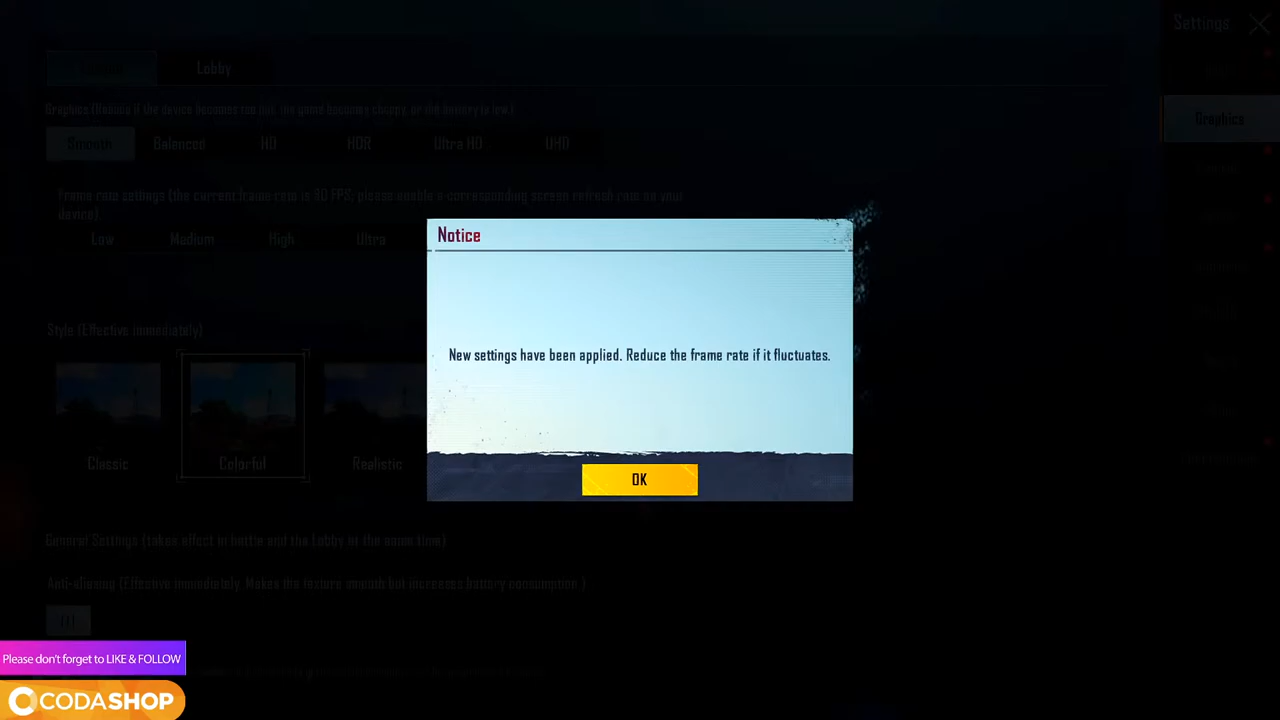 Settings
Lobby
Graphics (Reduce if the device becomes too hot, the game becomes choppy, or the battery is low)
Graphics
Smooth
Balanced
HD
HDR
Ultra HD
UHD
Frame rate settings (the current frame rate is 90 FPS; please enable a corresponding screen refresh rate on your
device)
Low
Medium
High
Ultra
Notice
New settings have been applied. Reduce the frame rate if it fluctuates.
OK
Style (Effective immediately)
Classic
Colorful
Realistic
General Settings (takes effect in battle and the lobby at the same time)
Anti-aliasing (Effective immediately. Makes the texture smooth but increases battery consumption.)
Please don't forget to LIKE & FOLLOW
CODASHOP